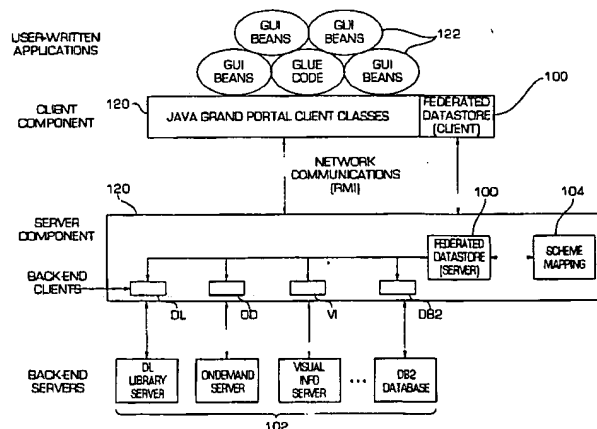 USER-WRITTEN
APPLICATIONS
GUI
BEANS
GUI
BEANS
122
GUI
BEANS
GLUE
CODE
GUI
BEANS
100
CLIENT
COMPONENT
120
JAVA GRAND PORTAL CLIENT CLASSES
FEDERATED
DATASTORE
(CLIENT)
NETWORK
COMMUNICATIONS
(RMI)
120
SERVER
COMPONENT
100
104
FEDERATED
DATASTORE
(SERVER)
SCHEME
MAPPING
BACK-END
CLIENTS
DL
OD
VI
DB2
BACK-END
SERVERS
DL
LIBRARY
SERVER
ONDEMAND
SERVER
VISUAL
INFO
SERVER
...
DB2
DATABASE
102